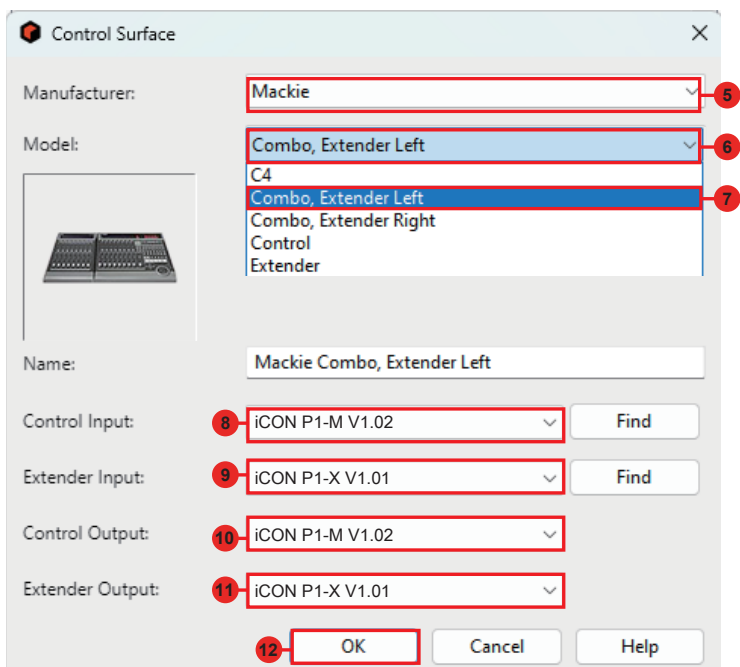 Control Surface
Manufacturer: Mackie 5
Model: Combo, Extender Left 6
C4
Combo, Extender Left 7
Combo, Extender Right
Control
Extender
Name: Mackie Combo, Extender Left
Control Input: 8 iCON P1-M V1.02 Find
Extender Input: 9 iCON P1-X V1.01 Find
Control Output: 10 iCON P1-M V1.02
Extender Output: 11 iCON P1-X V1.01
12 OK Cancel Help